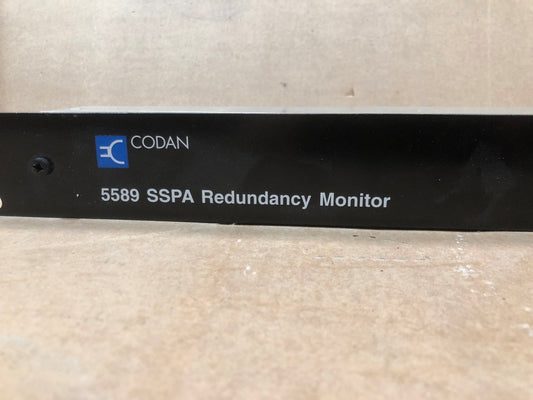 CODAN
5589 SSPA Redundancy Monitor